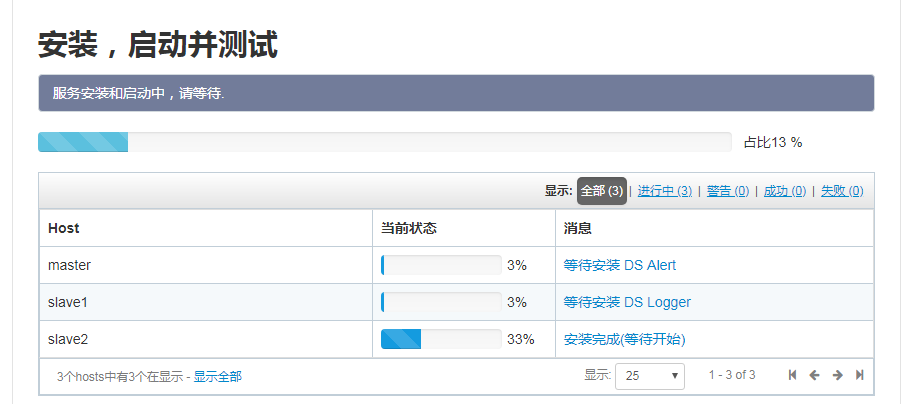 安装，启动并测试
服务安装和启动中，请等待.
占比13 %
显示: 全部 (3) | 进行中 (3) | 警告 (0) | 成功 (0) | 失败 (0)
Host 当前状态 消息
master 3% 等待安装 DS Alert
slave1 3% 等待安装 DS Logger
slave2 33% 安装完成(等待开始)
3个hosts中有3个在显示 - 显示全部 显示: 25 1 - 3 of 3